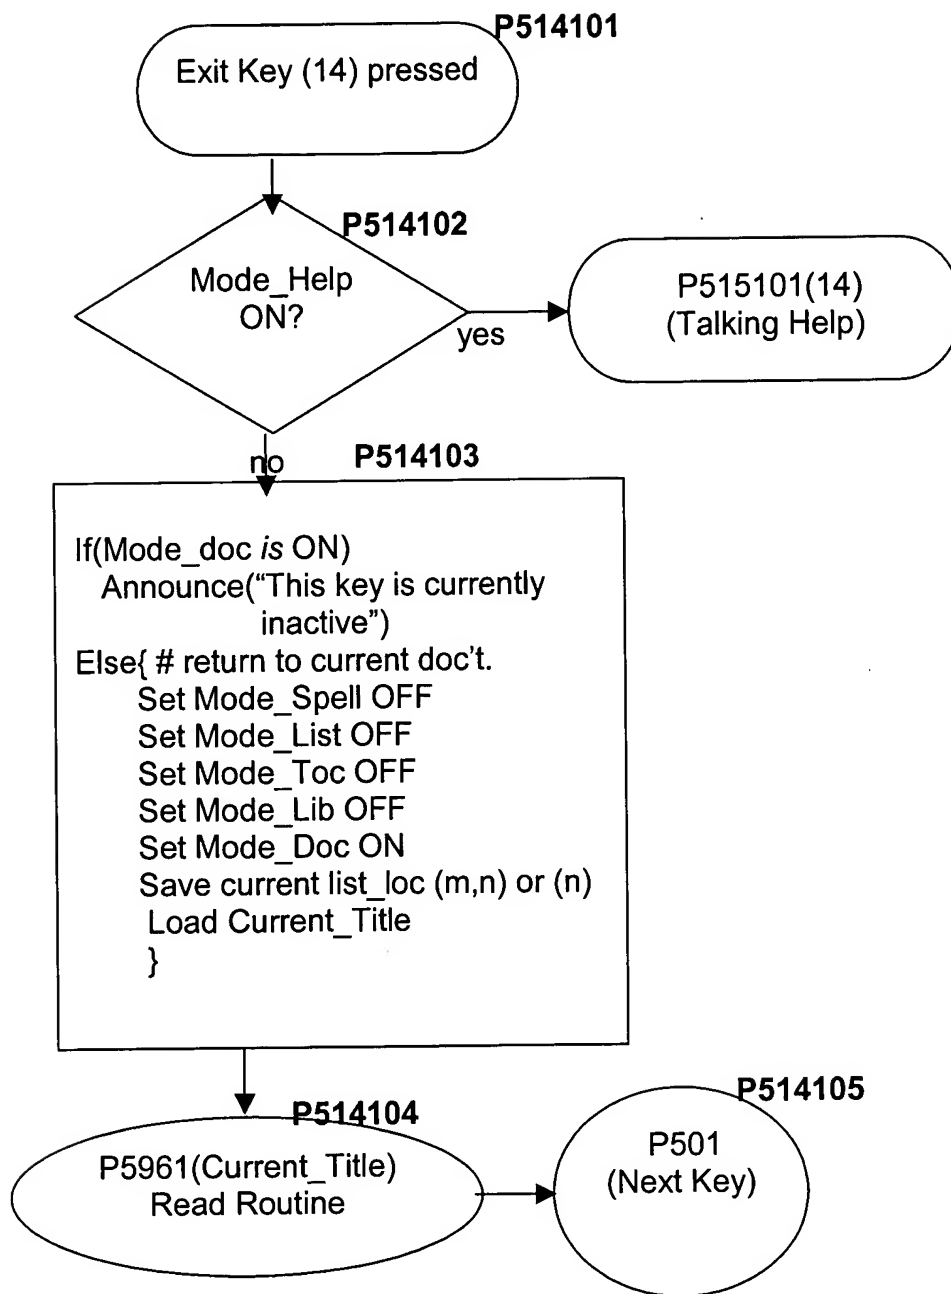 P514101
Exit Key (14) pressed
P514102
Mode_Help
ON?
yes
P515101(14)
(Talking Help)
no
P514103
If(Mode_doc is ON)
Announce(“This key is currently
inactive”)
Else{ # return to current doc't.
Set Mode_Spell OFF
Set Mode_List OFF
Set Mode_Toc OFF
Set Mode_Lib OFF
Set Mode_Doc ON
Save current list_loc (m,n) or (n)
Load Current_Title
}
P514104
P5961(Current_Title)
Read Routine
P514105
P501
(Next Key)